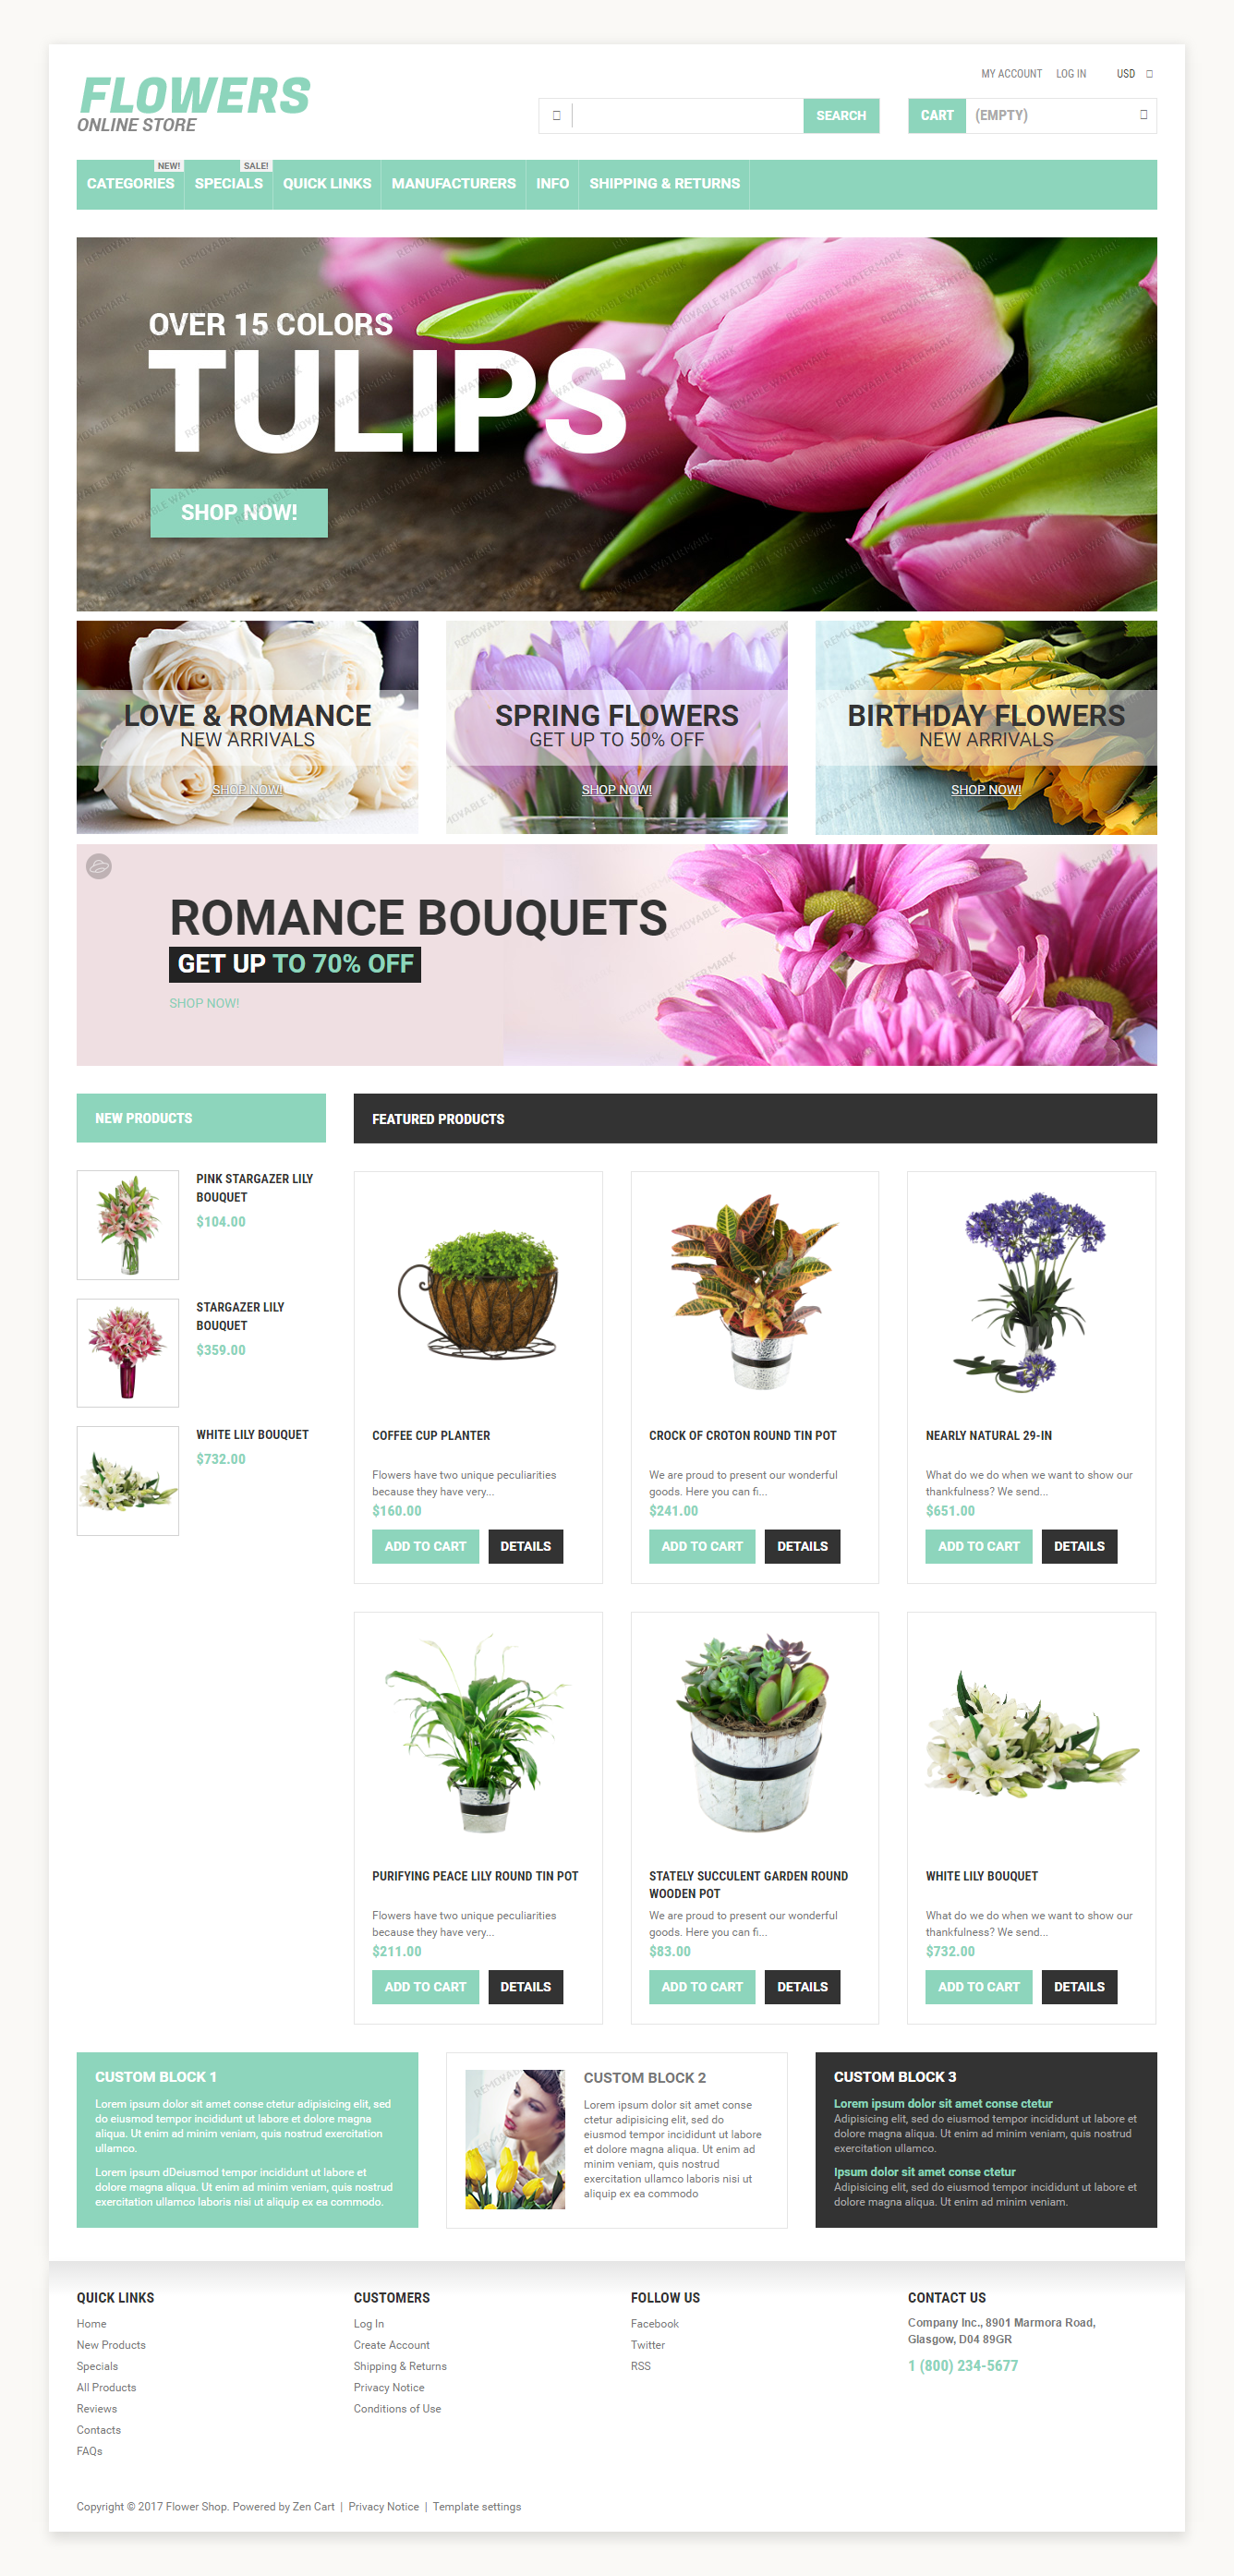 FLOWERS
ONLINE STORE
MY ACCOUNT LOG IN USD
SEARCH
CART (EMPTY)
NEW! SALE!
CATEGORIES SPECIALS QUICK LINKS MANUFACTURERS INFO SHIPPING & RETURNS
OVER 15 COLORS
TULIPS
SHOP NOW!
REMOVABLE WATERMARK
LOVE & ROMANCE
NEW ARRIVALS
SHOP NOW!
SPRING FLOWERS
GET UP TO 50% OFF
SHOP NOW!
BIRTHDAY FLOWERS
NEW ARRIVALS
SHOP NOW!
ROMANCE BOUQUETS
GET UP TO 70% OFF
SHOP NOW!
REMOVABLE WATERMARK
NEW PRODUCTS
PINK STARGAZER LILY
BOUQUET
$104.00
STARGAZER LILY
BOUQUET
$359.00
WHITE LILY BOUQUET
$732.00
FEATURED PRODUCTS
COFFEE CUP PLANTER
Flowers have two unique peculiarities
because they have very...
$160.00
ADD TO CART DETAILS
CROCK OF CROTON ROUND TIN POT
We are proud to present our wonderful
goods. Here you can fi...
$241.00
ADD TO CART DETAILS
NEARLY NATURAL 29-IN
What do we do when we want to show our
thankfulness? We send...
$651.00
ADD TO CART DETAILS
PURIFYING PEACE LILY ROUND TIN POT
Flowers have two unique peculiarities
because they have very...
$211.00
ADD TO CART DETAILS
STATELY SUCCULENT GARDEN ROUND
WOODEN POT
We are proud to present our wonderful
goods. Here you can fi...
$83.00
ADD TO CART DETAILS
WHITE LILY BOUQUET
What do we do when we want to show our
thankfulness? We send...
$732.00
ADD TO CART DETAILS
CUSTOM BLOCK 1
Lorem ipsum dolor sit amet conse ctetur adipisicing elit, sed
do eiusmod tempor incididunt ut labore et dolore magna
aliqua. Ut enim ad minim veniam, quis nostrud exercitation
ullamco.
Lorem ipsum dDeiusmod tempor incididunt ut labore et
dolore magna aliqua. Ut enim ad minim veniam, quis nostrud
exercitation ullamco laboris nisi ut aliquip ex ea commodo.
CUSTOM BLOCK 2
Lorem ipsum dolor sit amet conse
ctetur adipisicing elit, sed do
eiusmod tempor incididunt ut labore
et dolore magna aliqua. Ut enim ad
minim veniam, quis nostrud
exercitation ullamco laboris nisi ut
aliquip ex ea commodo
CUSTOM BLOCK 3
Lorem ipsum dolor sit amet conse ctetur
Adipisicing elit, sed do eiusmod tempor incididunt ut labore et
dolore magna aliqua. Ut enim ad minim veniam, quis nostrud
exercitation ullamco.
Ipsum dolor sit amet conse ctetur
Adipisicing elit, sed do eiusmod tempor incididunt ut labore et
dolore magna aliqua. Ut enim ad minim veniam.
QUICK LINKS
Home
New Products
Specials
All Products
Reviews
Contacts
FAQs
CUSTOMERS
Log In
Create Account
Shipping & Returns
Privacy Notice
Conditions of Use
FOLLOW US
Facebook
Twitter
RSS
CONTACT US
Company Inc., 8901 Marmora Road,
Glasgow, D04 89GR
1 (800) 234-5677
Copyright © 2017 Flower Shop. Powered by Zen Cart | Privacy Notice | Template settings